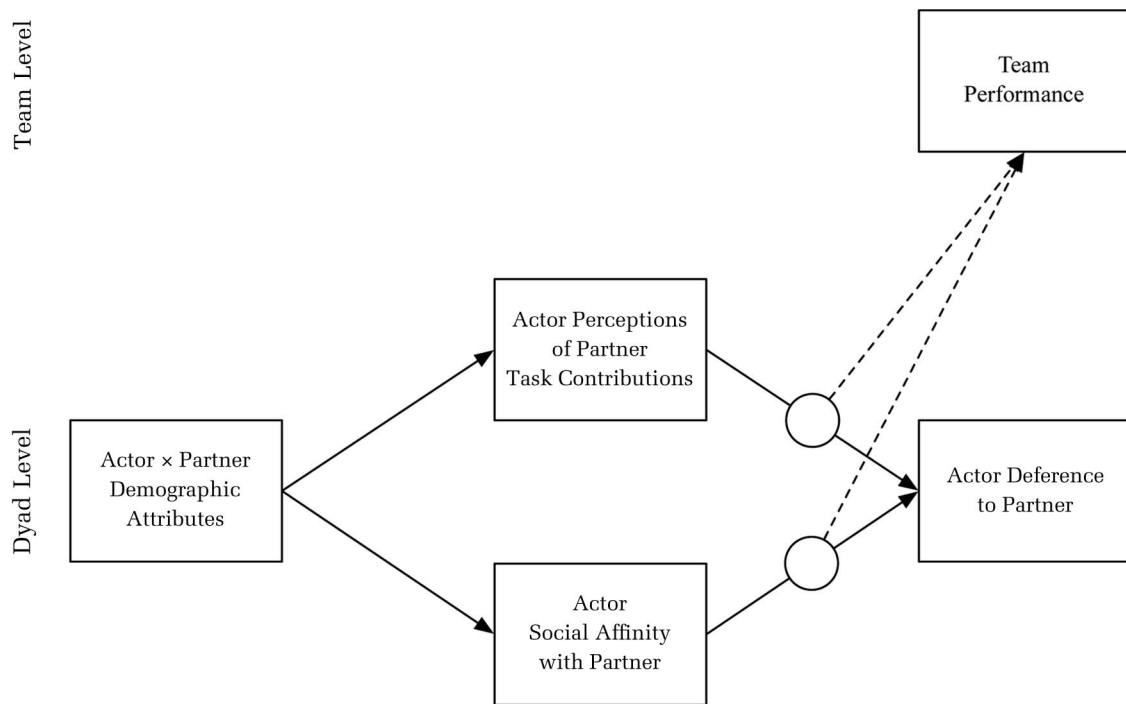 Team Level
Team
Performance
Actor Perceptions
of Partner
Task Contributions
Dyad Level
Actor × Partner
Demographic
Attributes
Actor Deference
to Partner
Actor
Social Affinity
with Partner